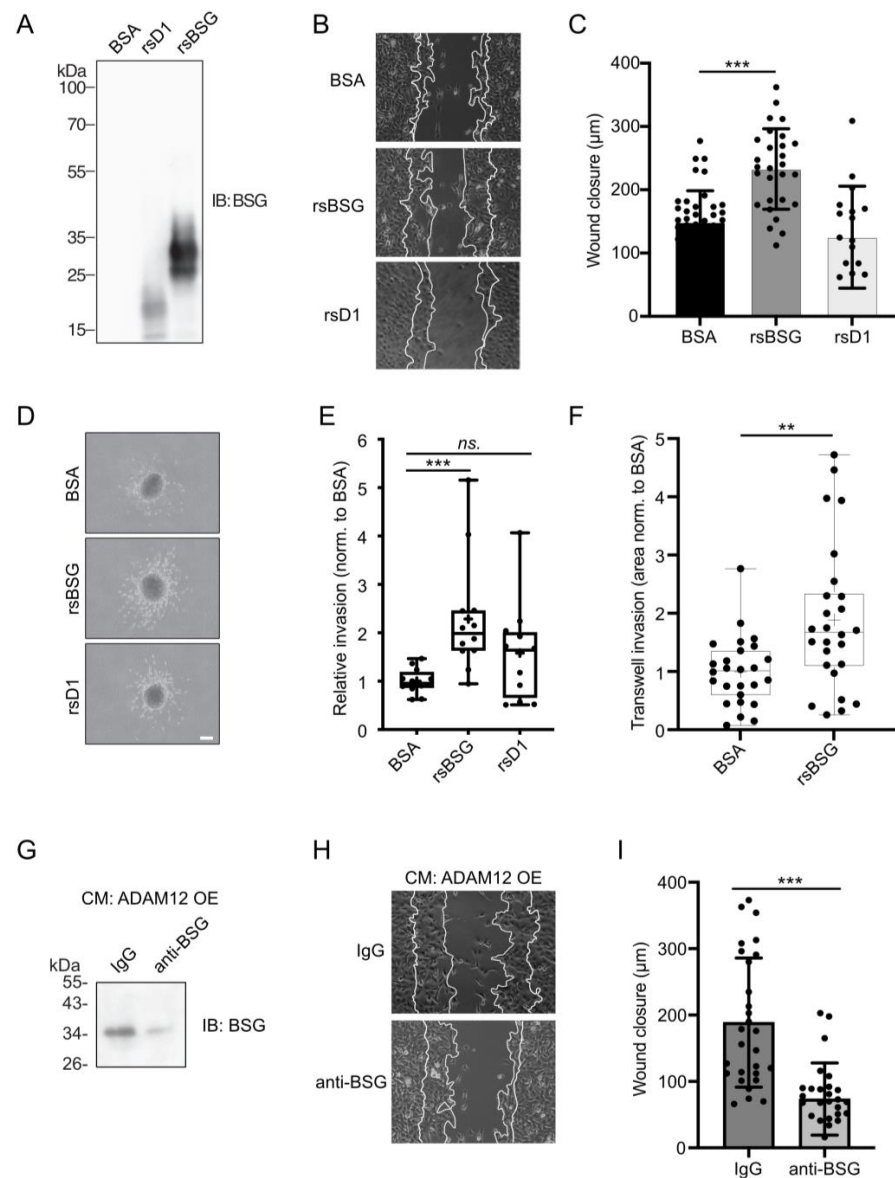 A
BSA
rsD1
rsBSG
kDa
100
70
55
35
25
15
IB: BSG
B
BSA
rsBSG
rsD1
C
Wound closure (µm)
400
300
200
100
0
***
BSA
rsBSG
rsD1
D
BSA
rsBSG
rsD1
E
Relative invasion (norm. to BSA)
6
5
4
3
2
1
0
ns.
***
BSA
rsBSG
rsD1
F
Transwell invasion (area norm. to BSA)
5
4
3
2
1
0
**
BSA
rsBSG
G
CM: ADAM12 OE
IgG
anti-BSG
kDa
55-
43-
34-
26-
IB: BSG
H
CM: ADAM12 OE
IgG
anti-BSG
I
Wound closure (µm)
400
300
200
100
0
***
IgG
anti-BSG